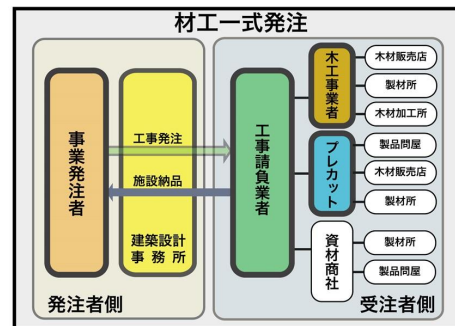 材工一式発注
事業発注者
工事発注
施設納品
建築設計
事務所
発注者側
工事請負業者
木工事業者
木材販売店
製材所
木材加工所
プレカット
製品問屋
木材販売店
製材所
資材商社
製材所
製品問屋
受注者側